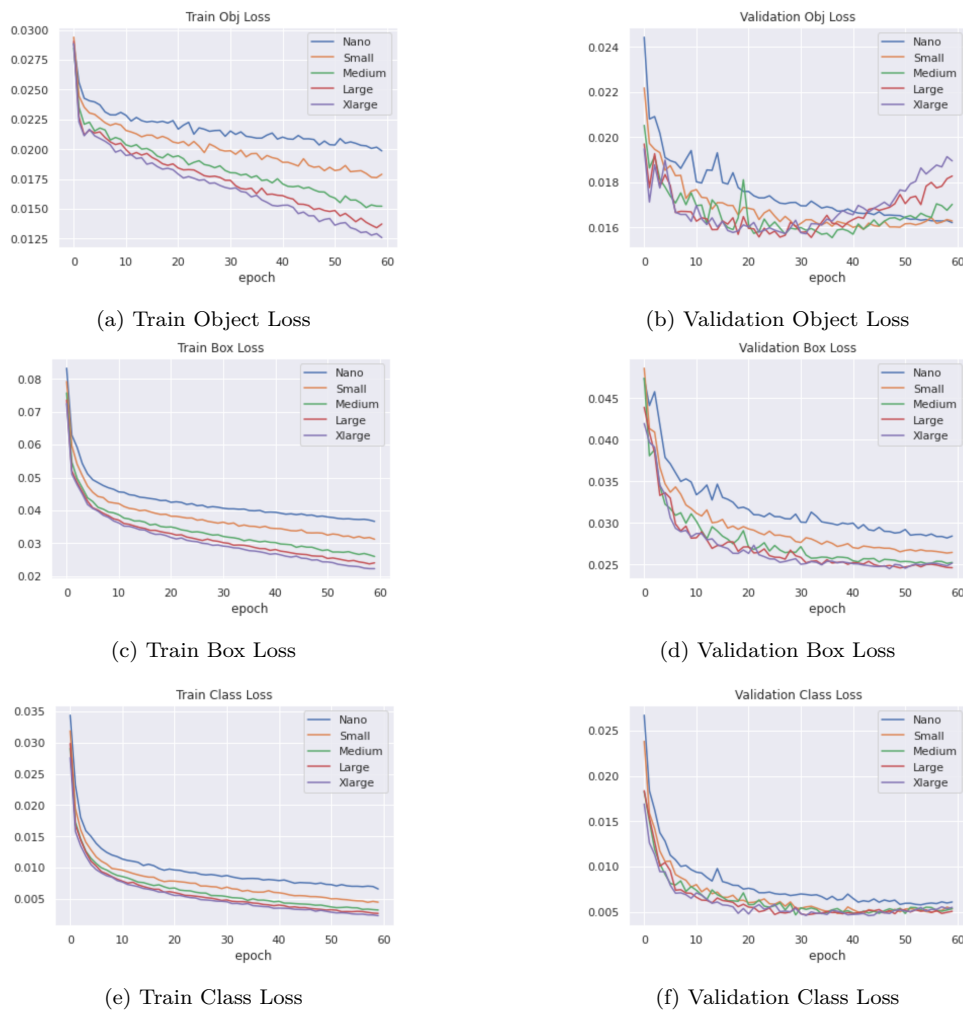 Train Obj Loss
0.0300
0.0275
0.0250
0.0225
0.0200
0.0175
0.0150
0.0125
Nano
Small
Medium
Large
Xlarge
0 10 20 30 40 50 60
epoch
(a) Train Object Loss
Validation Obj Loss
0.024
0.022
0.020
0.018
0.016
Nano
Small
Medium
Large
Xlarge
0 10 20 30 40 50 60
epoch
(b) Validation Object Loss
Train Box Loss
0.08
0.07
0.06
0.05
0.04
0.03
0.02
Nano
Small
Medium
Large
Xlarge
0 10 20 30 40 50 60
epoch
(c) Train Box Loss
Validation Box Loss
0.045
0.040
0.035
0.030
0.025
Nano
Small
Medium
Large
Xlarge
0 10 20 30 40 50 60
epoch
(d) Validation Box Loss
Train Class Loss
0.035
0.030
0.025
0.020
0.015
0.010
0.005
Nano
Small
Medium
Large
Xlarge
0 10 20 30 40 50 60
epoch
(e) Train Class Loss
Validation Class Loss
0.025
0.020
0.015
0.010
0.005
Nano
Small
Medium
Large
Xlarge
0 10 20 30 40 50 60
epoch
(f) Validation Class Loss